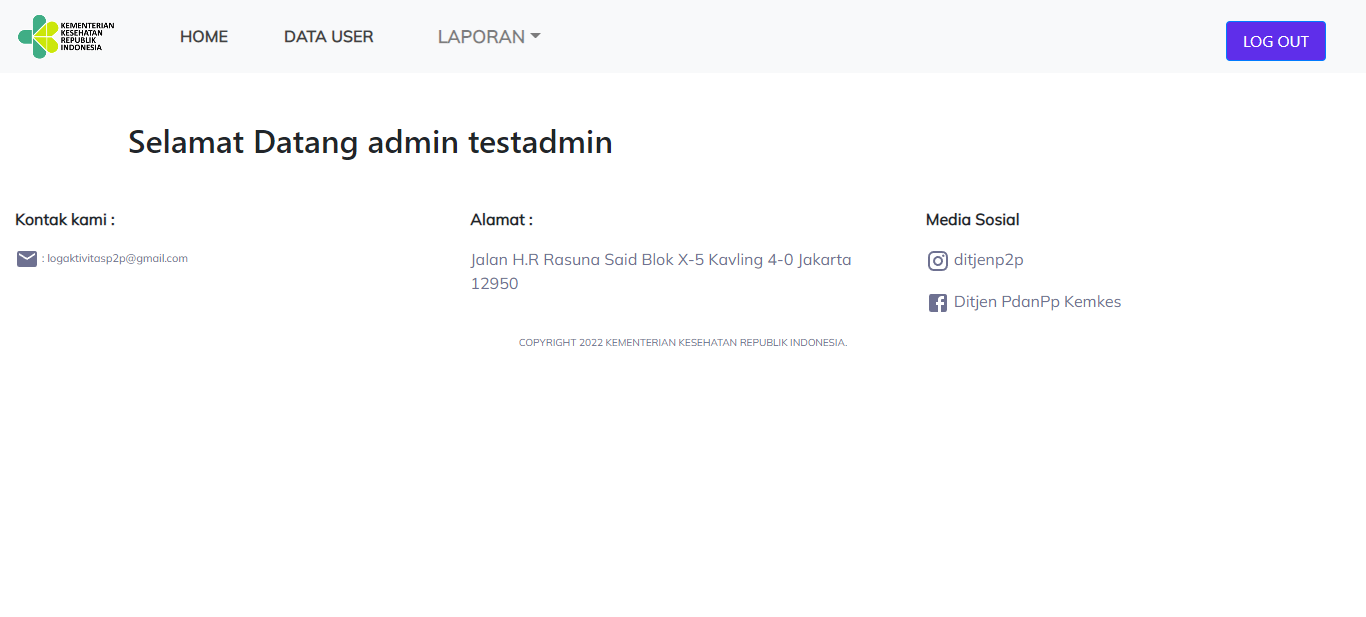 KEMENTERIAN
KESEHATAN
REPUBLIK
INDONESIA
HOME
DATA USER
LAPORAN
LOG OUT
Selamat Datang admin testadmin
Kontak kami :
: logaktivitasp2p@gmail.com
Alamat :
Jalan H.R Rasuna Said Blok X-5 Kavling 4-0 Jakarta
12950
Media Sosial
ditjenp2p
Ditjen PdanPp Kemkes
COPYRIGHT 2022 KEMENTERIAN KESEHATAN REPUBLIK INDONESIA.